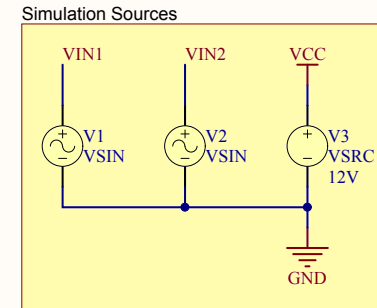 Simulation Sources
VIN1 VIN2 VCC
V1 V2 V3
VSIN VSIN VSRC
12V
GND